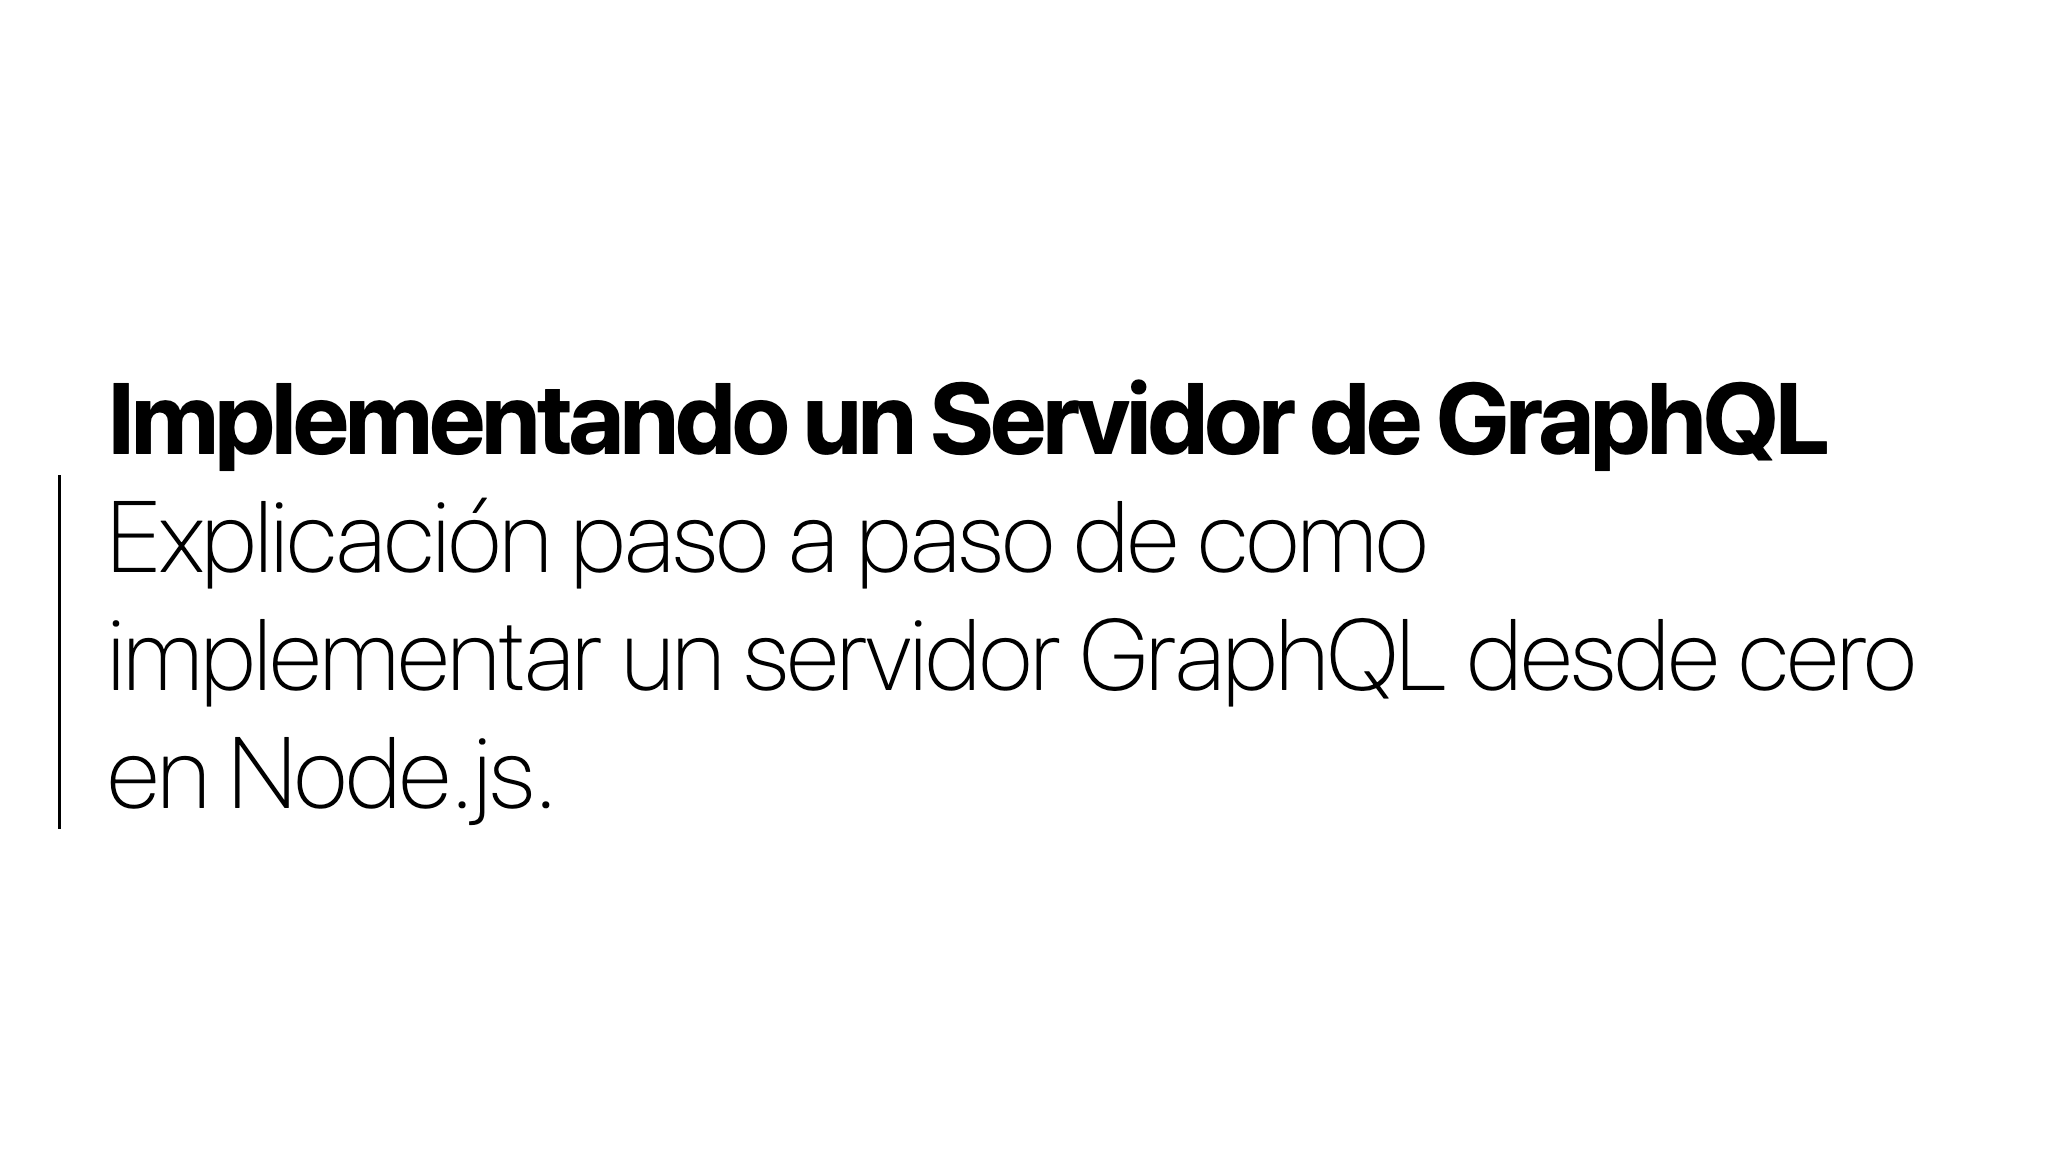 Implementando un Servidor de GraphQL
Explicación paso a paso de como
implementar un servidor GraphQL desde cero
en Node.js.